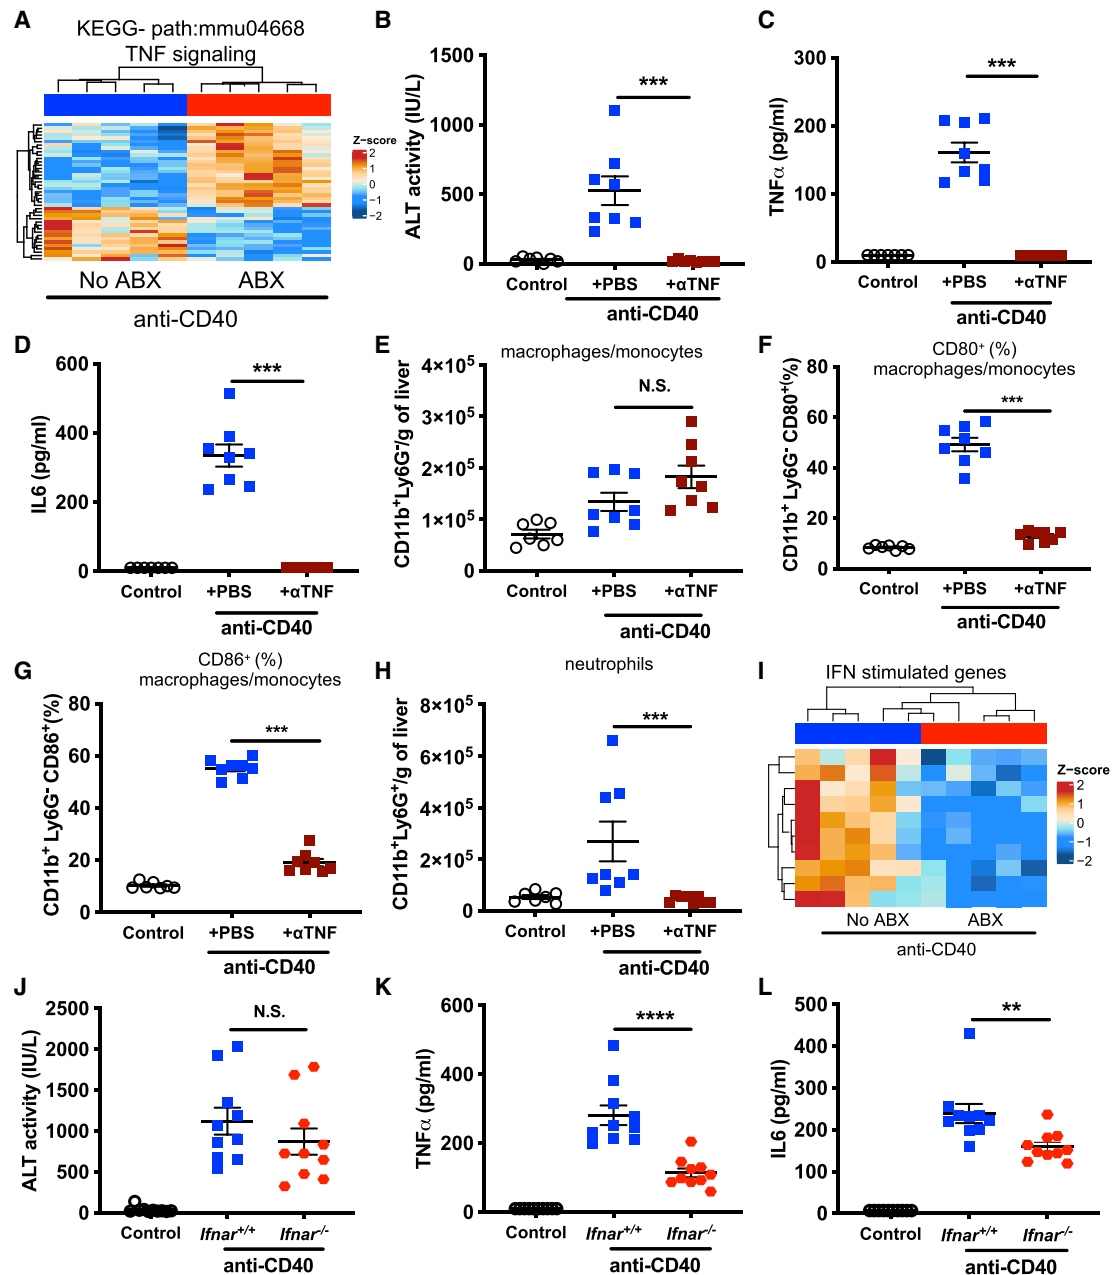 A
KEGG- path:mmu04668
TNF signaling
Z-score
2
1
0
−1
−2
No ABX
ABX
anti-CD40
B
ALT activity (IU/L)
1500
1000
500
0
***
Control
+PBS
+αTNF
anti-CD40
C
TNFα (pg/ml)
300
200
100
0
***
Control
+PBS
+αTNF
anti-CD40
D
IL6 (pg/ml)
600
400
200
0
***
Control
+PBS
+αTNF
anti-CD40
E
macrophages/monocytes
CD11b⁺Ly6G⁻/g of liver
4×10⁵
3×10⁵
2×10⁵
1×10⁵
0
N.S.
Control
+PBS
+αTNF
anti-CD40
F
CD80⁺ (%)
macrophages/monocytes
CD11b⁺ Ly6G⁻ CD80⁺(%)
80
60
40
20
0
***
Control
+PBS
+αTNF
anti-CD40
G
CD86⁺ (%)
macrophages/monocytes
CD11b⁺ Ly6G⁻ CD86⁺(%)
80
60
40
20
0
***
Control
+PBS
+αTNF
anti-CD40
H
neutrophils
CD11b⁺Ly6G⁺/g of liver
8×10⁵
6×10⁵
4×10⁵
2×10⁵
0
***
Control
+PBS
+αTNF
anti-CD40
I
IFN stimulated genes
Z−score
2
1
0
−1
−2
No ABX
ABX
anti-CD40
J
ALT activity (IU/L)
2500
2000
1500
1000
500
0
N.S.
Control
Ifnar⁺/⁺
Ifnar⁻/⁻
anti-CD40
K
TNFα (pg/ml)
600
400
200
0
****
Control
Ifnar⁺/⁺
Ifnar⁻/⁻
anti-CD40
L
IL6 (pg/ml)
500
400
300
200
100
0
**
Control
Ifnar⁺/⁺
Ifnar⁻/⁻
anti-CD40